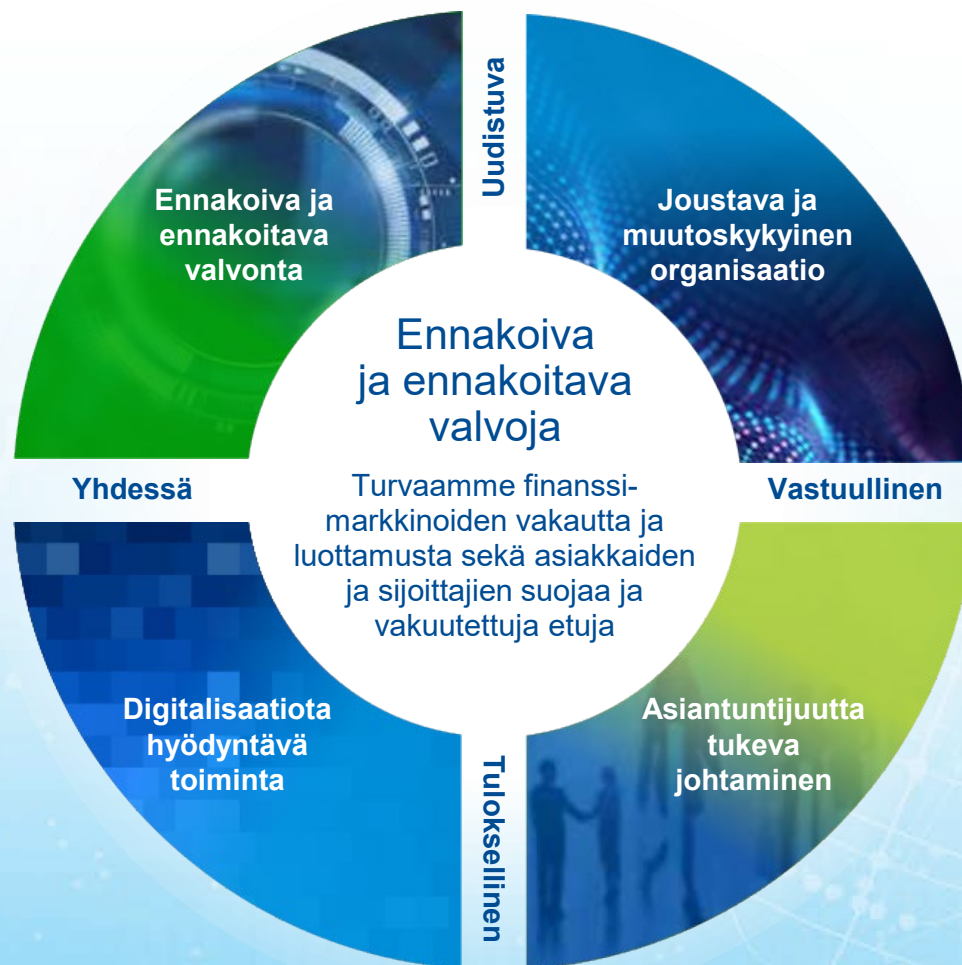 Uudistuva
Ennakoiva ja
ennakoitava
valvonta
Joustava ja
muutoskykyinen
organisaatio
Ennakoiva
ja ennakoitava
valvoja
Yhdessä
Turvaamme finanssi-
markkinoiden vakautta ja
luottamusta sekä asiakkaiden
ja sijoittajien suojaa ja
vakuutettuja etuja
Vastuullinen
Digitalisaatiota
hyödyntävä
toiminta
Asiantuntijuutta
tukeva
johtaminen
Tuloksellinen